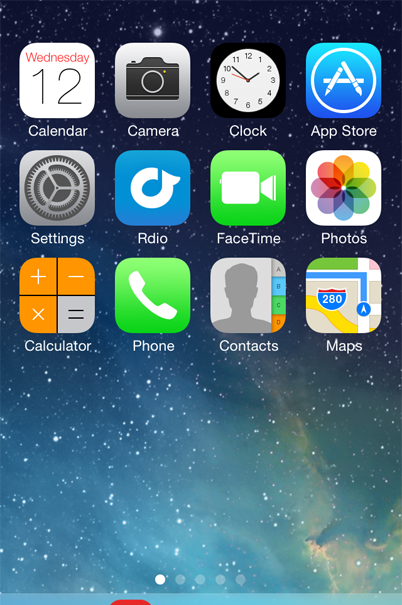 Wednesday
12
Calendar
Camera
12
11 1
10 2
9 3
8 4
7 5
6
Clock
App Store
Settings
Rdio
FaceTime
Photos
Calculator
Phone
A
B
C
D
Contacts
280
Maps